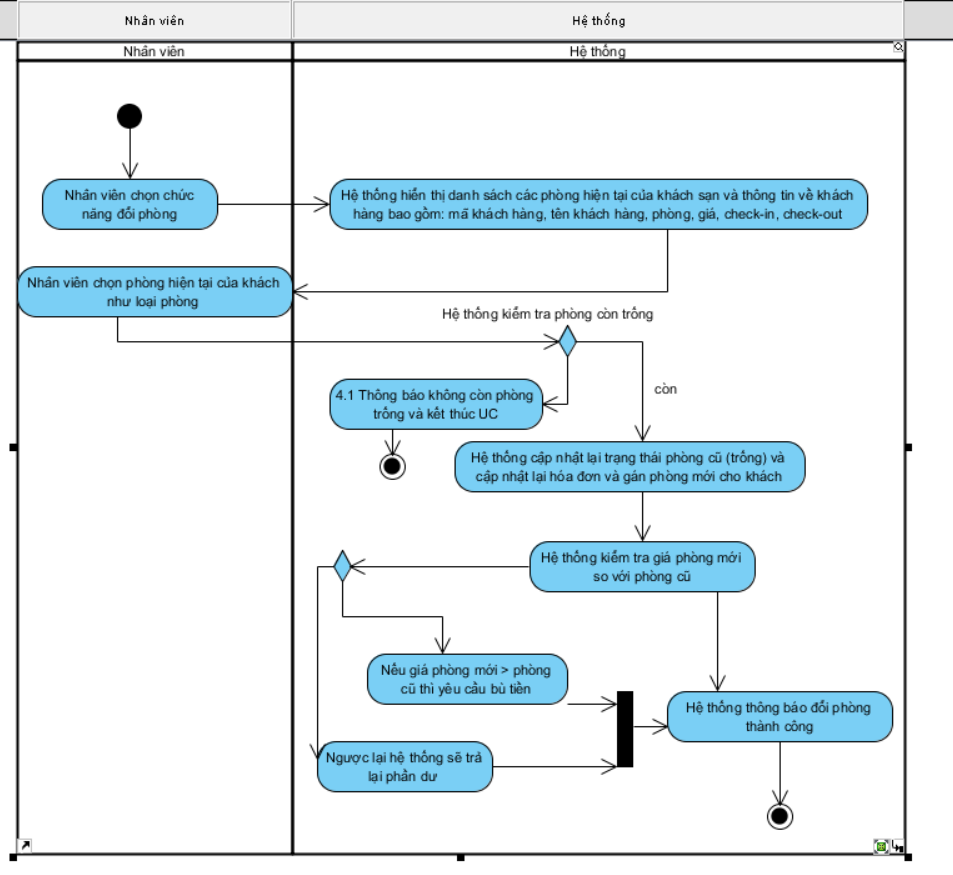 Nhân viên
Hệ thống
Nhân viên
Hệ thống
Nhân viên chọn chức
năng đổi phòng
Hệ thống hiển thị danh sách các phòng hiện tại của khách sạn và thông tin về khách
hàng bao gồm: mã khách hàng, tên khách hàng, phòng, giá, check-in, check-out
Nhân viên chọn phòng hiện tại của khách
như loại phòng
Hệ thống kiểm tra phòng còn trống
4.1 Thông báo không còn phòng
trống và kết thúc UC
còn
Hệ thống cập nhật lại trạng thái phòng cũ (trống) và
cập nhật lại hóa đơn và gán phòng mới cho khách
Hệ thống kiểm tra giá phòng mới
so với phòng cũ
Nếu giá phòng mới > phòng
cũ thì yêu cầu bù tiền
Hệ thống thông báo đổi phòng
thành công
Ngược lại hệ thống sẽ trả
lại phần dư